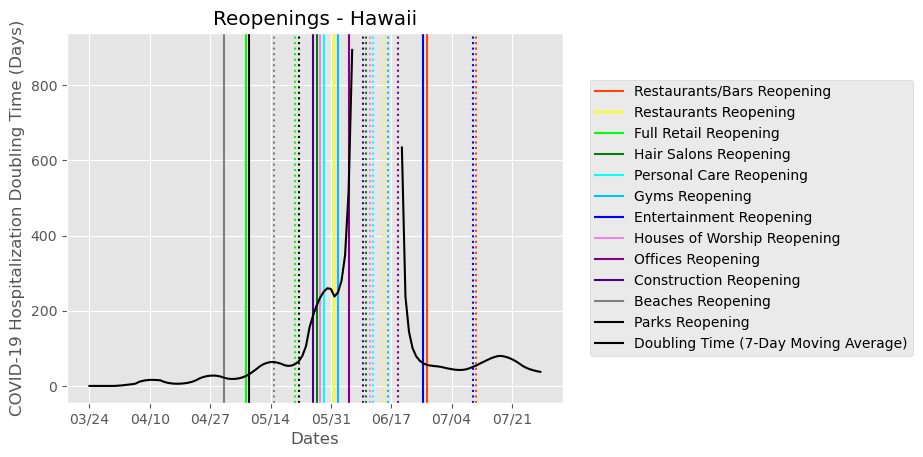 Reopenings - Hawaii
COVID-19 Hospitalization Doubling Time (Days)
800
600
400
200
0
03/24 04/10 04/27 05/14 05/31 06/17 07/04 07/21
Dates
Restaurants/Bars Reopening
Restaurants Reopening
Full Retail Reopening
Hair Salons Reopening
Personal Care Reopening
Gyms Reopening
Entertainment Reopening
Houses of Worship Reopening
Offices Reopening
Construction Reopening
Beaches Reopening
Parks Reopening
Doubling Time (7-Day Moving Average)